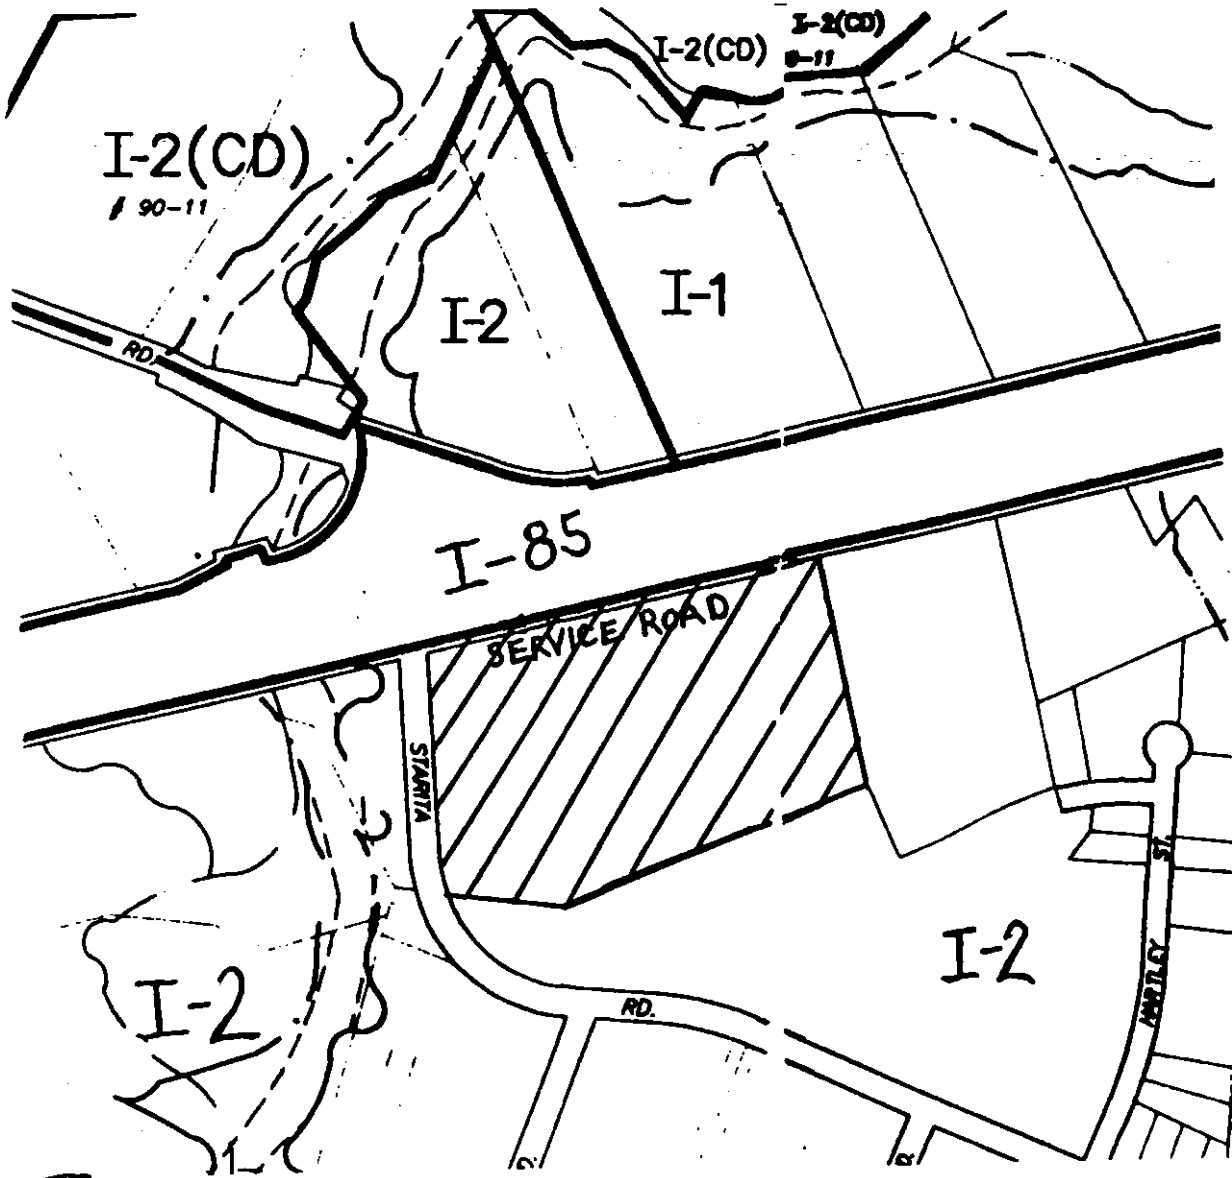 I-2(CD)
I-2(CD)
I-2(CD)
# 90-11
I-2
I-1
RD.
I-85
SERVICE ROAD
STARITA
ST.
I-2
HARTLEY
I-2
RD.